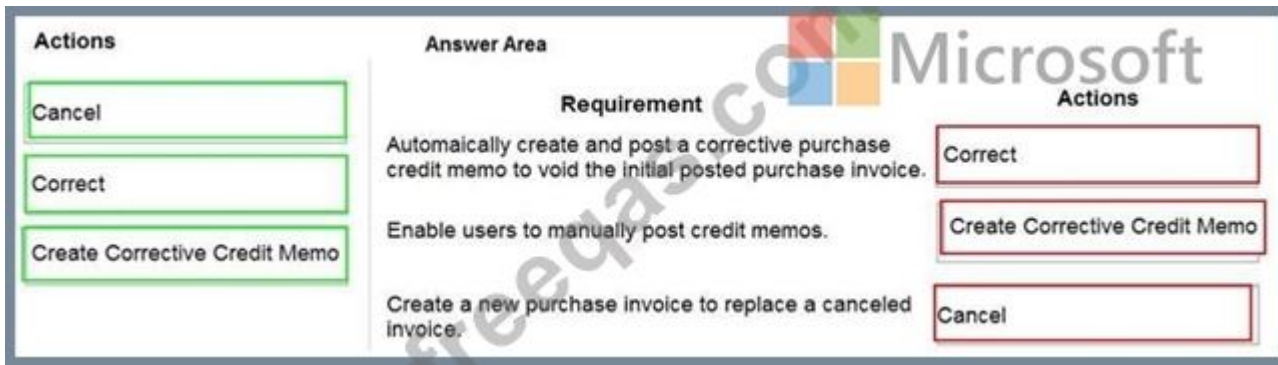 Actions
Answer Area
Microsoft
Requirement
Actions
Cancel
Automaically create and post a corrective purchase
credit memo to void the initial posted purchase invoice.
Correct
Correct
Enable users to manually post credit memos.
Create Corrective Credit Memo
Create Corrective Credit Memo
Create a new purchase invoice to replace a canceled
invoice.
Cancel
freeqas.com